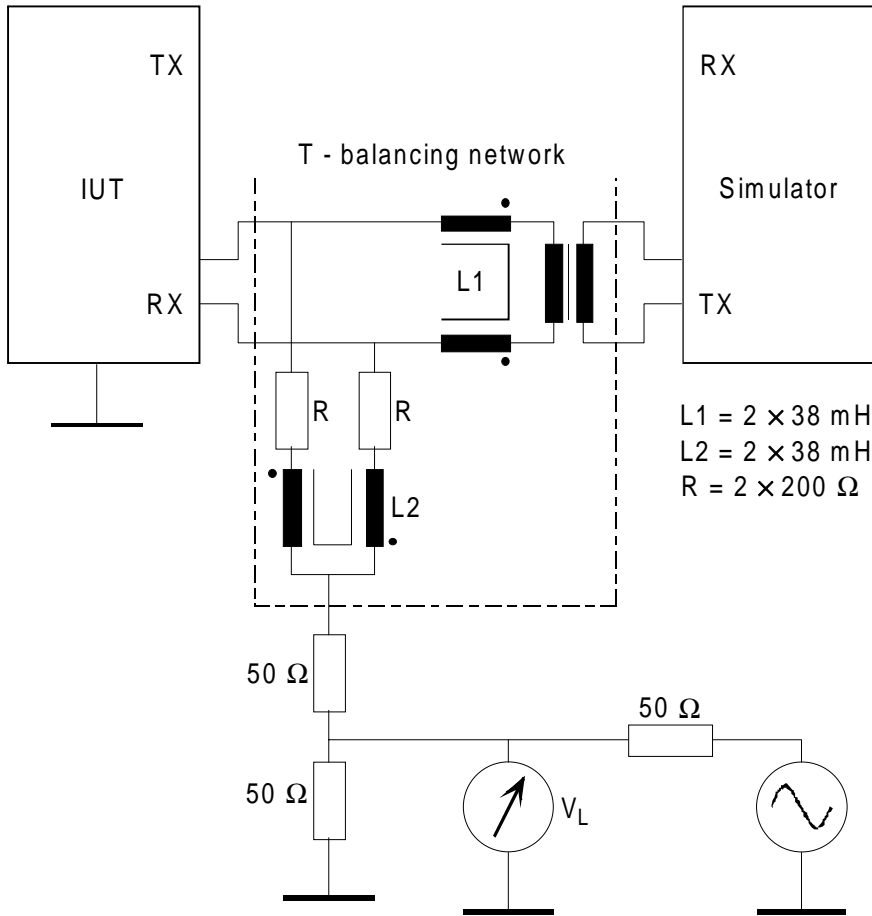 TX
RX
T - balancing network
IUT
Simulator
L1
RX
TX
R
R
L1 = 2 × 38 mH
L2 = 2 × 38 mH
R = 2 × 200 Ω
L2
50 Ω
50 Ω
50 Ω
VL